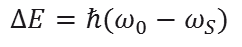 ΔE = ℏ(ω₀ − ω_S)